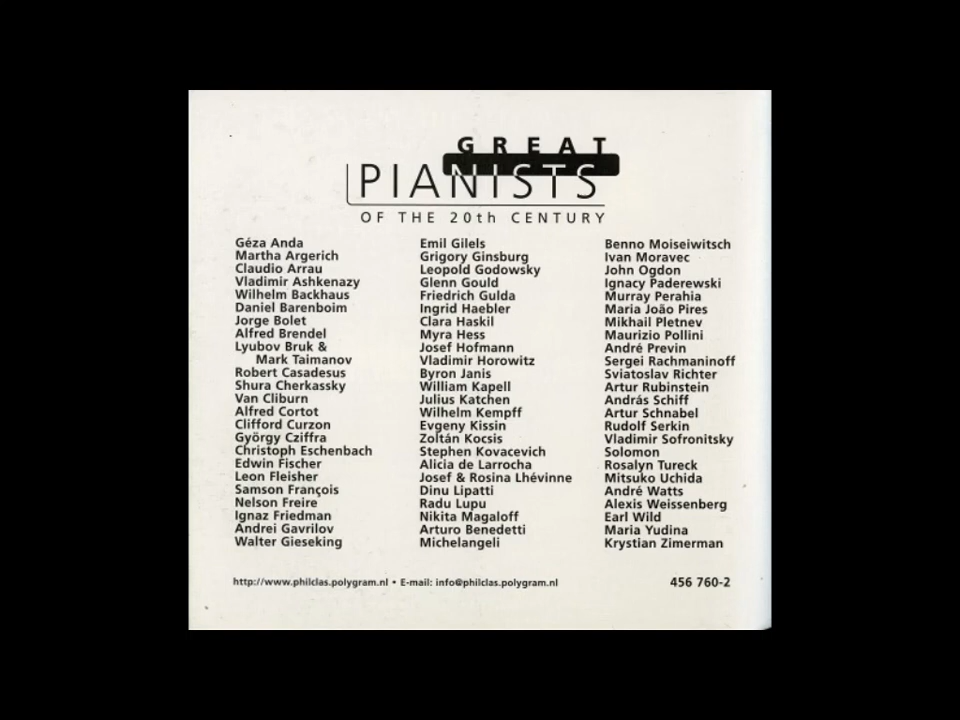 GREAT
PIANISTS
OF THE 20th CENTURY
Géza Anda
Martha Argerich
Claudio Arrau
Vladimir Ashkenazy
Wilhelm Backhaus
Daniel Barenboim
Jorge Bolet
Alfred Brendel
Lyubov Bruk &
Mark Taimanov
Robert Casadesus
Shura Cherkassky
Van Cliburn
Alfred Cortot
Clifford Curzon
György Cziffra
Christoph Eschenbach
Edwin Fischer
Leon Fleisher
Samson François
Nelson Freire
Ignaz Friedman
Andrei Gavrilov
Walter Gieseking
Emil Gilels
Grigory Ginsburg
Leopold Godowsky
Glenn Gould
Friedrich Gulda
Ingrid Haebler
Clara Haskil
Myra Hess
Josef Hofmann
Vladimir Horowitz
Byron Janis
William Kapell
Julius Katchen
Wilhelm Kempff
Evgeny Kissin
Zoltán Kocsis
Stephen Kovacevich
Alicia de Larrocha
Josef & Rosina Lhévinne
Dinu Lipatti
Radu Lupu
Nikita Magaloff
Arturo Benedetti
Michelangeli
Benno Moiseiwitsch
Ivan Moravec
John Ogdon
Ignacy Paderewski
Murray Perahia
Maria João Pires
Mikhail Pletnev
Maurizio Pollini
André Previn
Sergei Rachmaninoff
Sviatoslav Richter
Artur Rubinstein
András Schiff
Artur Schnabel
Rudolf Serkin
Vladimir Sofronitsky
Solomon
Rosalyn Tureck
Mitsuko Uchida
André Watts
Alexis Weissenberg
Earl Wild
Maria Yudina
Krystian Zimerman
http://www.philclas.polygram.nl • E-mail: info@philclas.polygram.nl
456 760-2